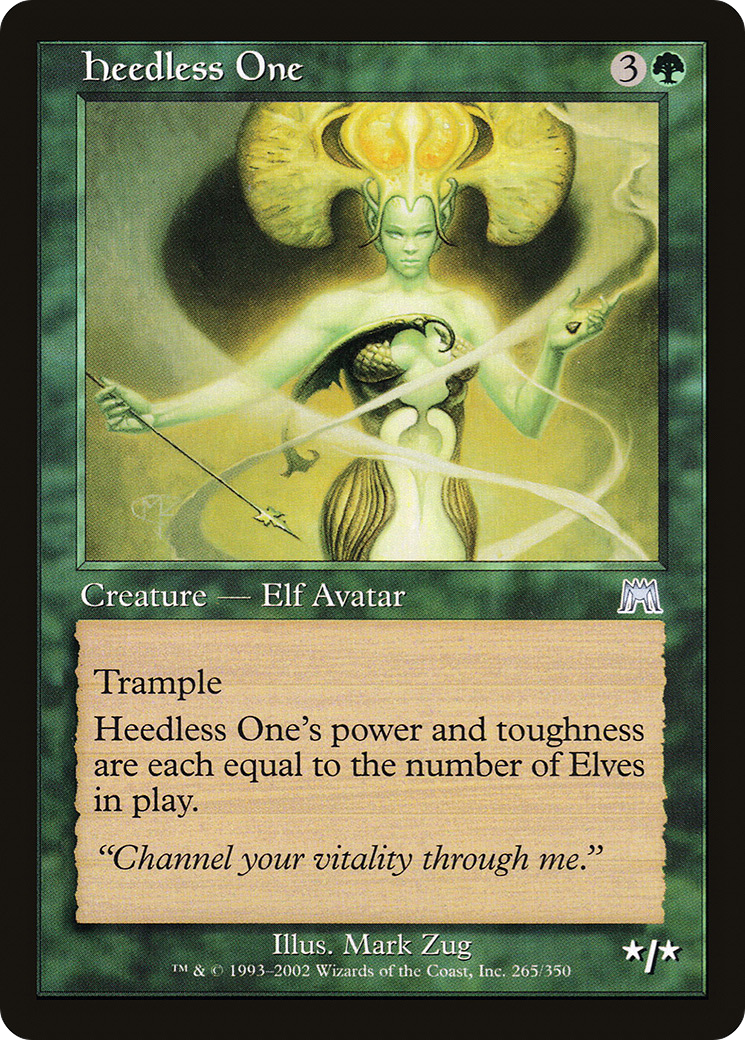 Heedless One
3
Creature — Elf Avatar
Trample
Heedless One's power and toughness
are each equal to the number of Elves
in play.
“Channel your vitality through me.”
Illus. Mark Zug
™ & © 1993–2002 Wizards of the Coast, Inc. 265/350
★/★